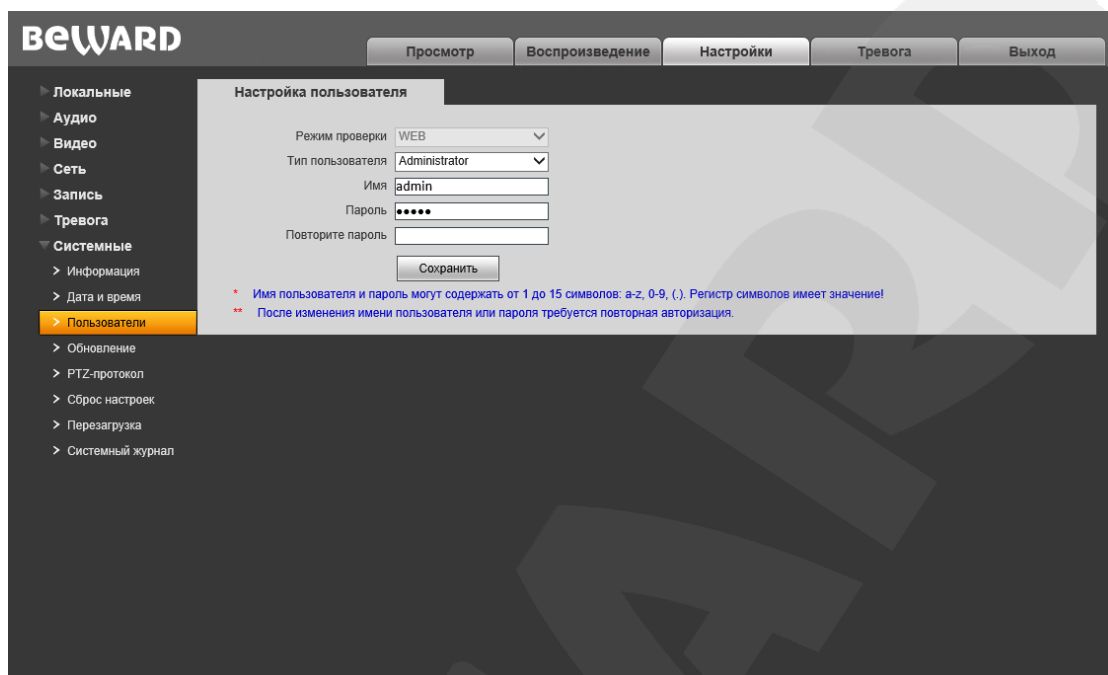 BEWARD
Просмотр Воспроизведение Настройки Тревога Выход
Локальные
Аудио
Видео
Сеть
Запись
Тревога
Системные
> Информация
> Дата и время
> Пользователи
> Обновление
> PTZ-протокол
> Сброс настроек
> Перезагрузка
> Системный журнал
Настройка пользователя
Режим проверки WEB
Тип пользователя Administrator
Имя admin
Пароль •••••
Повторите пароль
Сохранить
* Имя пользователя и пароль могут содержать от 1 до 15 символов: a-z, 0-9, (.). Регистр символов имеет значение!
** После изменения имени пользователя или пароля требуется повторная авторизация.